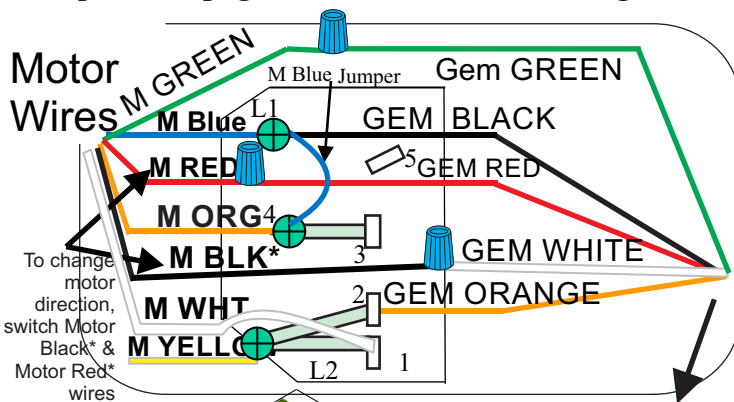 Motor
Wires
M GREEN
Gem GREEN
M Blue Jumper
L1
M Blue
GEM BLACK
M RED
5
GEM RED
M ORG
4
3
M BLK*
GEM WHITE
To change
motor
direction,
switch Motor
Black* &
Motor Red*
wires
M WHT
2
GEM ORANGE
M YELLOW
L2
1